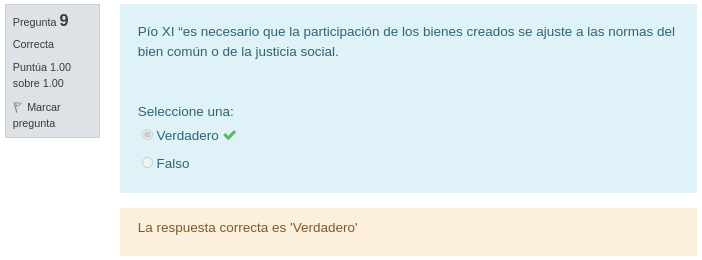 Pregunta 9
Correcta
Puntúa 1.00
sobre 1.00
Marcar
pregunta
Pío XI “es necesario que la participación de los bienes creados se ajuste a las normas del
bien común o de la justicia social.
Seleccione una:
Verdadero
Falso
La respuesta correcta es 'Verdadero'